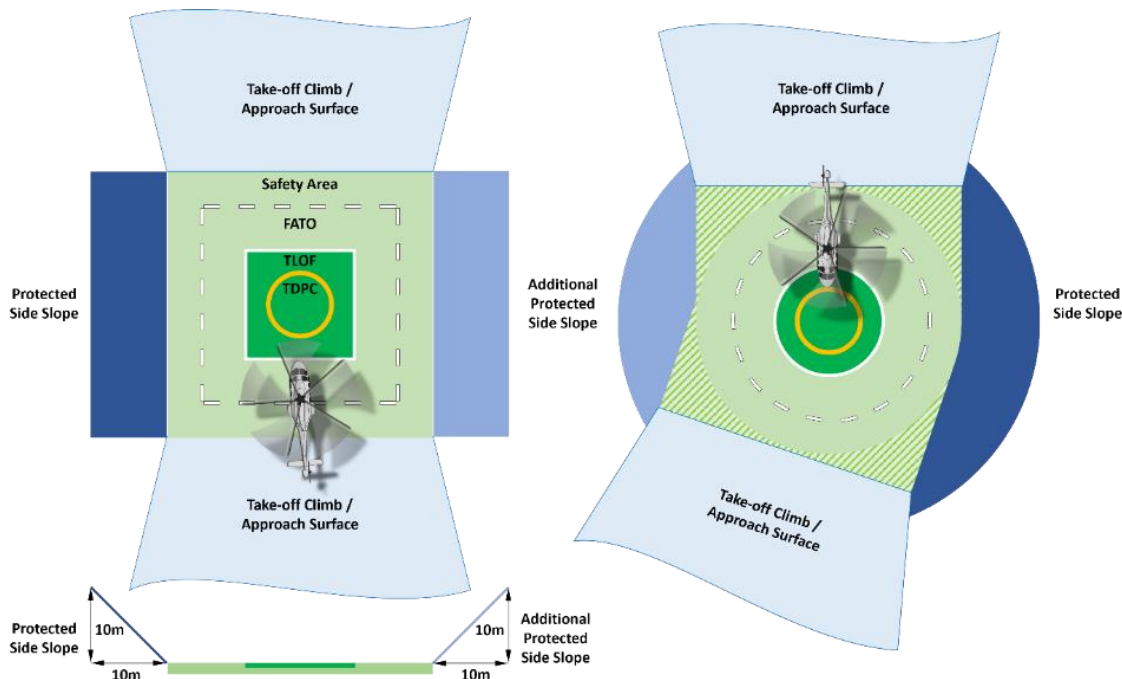 Take-off Climb /
Approach Surface
Safety Area
FATO
TLOF
TDPC
Protected
Side Slope
Additional
Protected
Side Slope
Take-off Climb /
Approach Surface
Protected
Side Slope
10m
10m
Additional
Protected
Side Slope
10m
10m
Take-off Climb /
Approach Surface
Protected
Side Slope
Take-off Climb /
Approach Surface